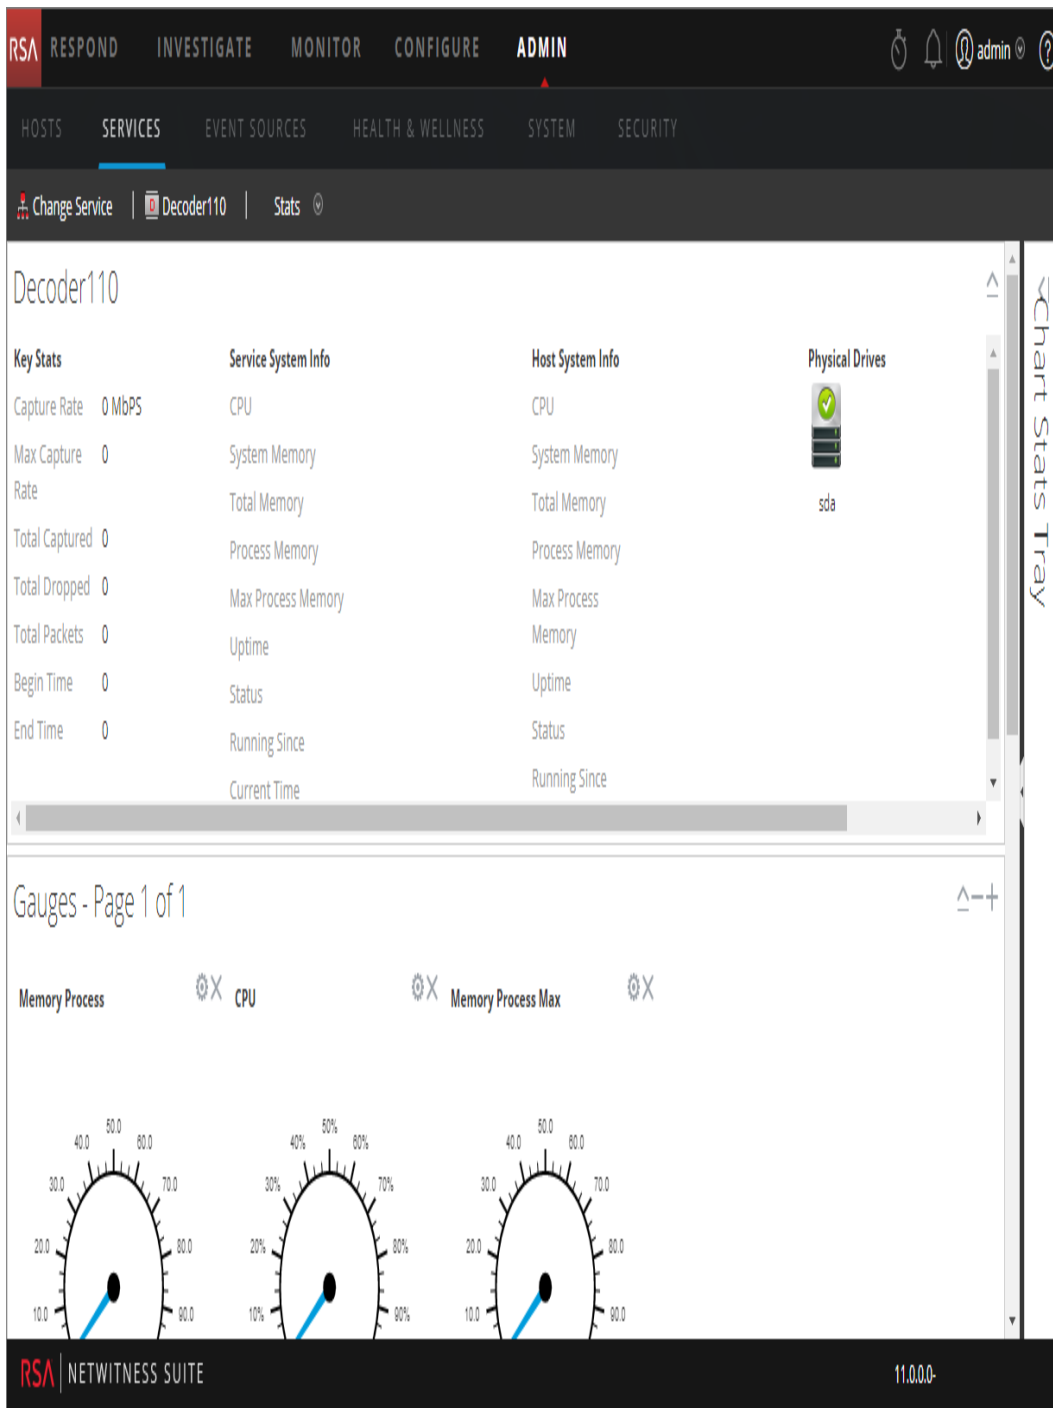 RSA RESPOND INVESTIGATE MONITOR CONFIGURE ADMIN admin ?
HOSTS SERVICES EVENT SOURCES HEALTH & WELLNESS SYSTEM SECURITY
Change Service | D Decoder110 | Stats
Decoder110
Key Stats
Capture Rate 0 MbPS
Max Capture Rate 0
Total Captured 0
Total Dropped 0
Total Packets 0
Begin Time 0
End Time 0
Service System Info
CPU
System Memory
Total Memory
Process Memory
Max Process Memory
Uptime
Status
Running Since
Current Time
Host System Info
CPU
System Memory
Total Memory
Process Memory
Max Process
Memory
Uptime
Status
Running Since
Physical Drives
sda
Chart Stats Tray
Gauges - Page 1 of 1
Memory Process
10.0 20.0 30.0 40.0 50.0 60.0 70.0 80.0 90.0
CPU
10% 20% 30% 40% 50% 60% 70% 80% 90%
Memory Process Max
10.0 20.0 30.0 40.0 50.0 60.0 70.0 80.0 90.0
RSA | NETWITNESS SUITE
11.0.0.0-